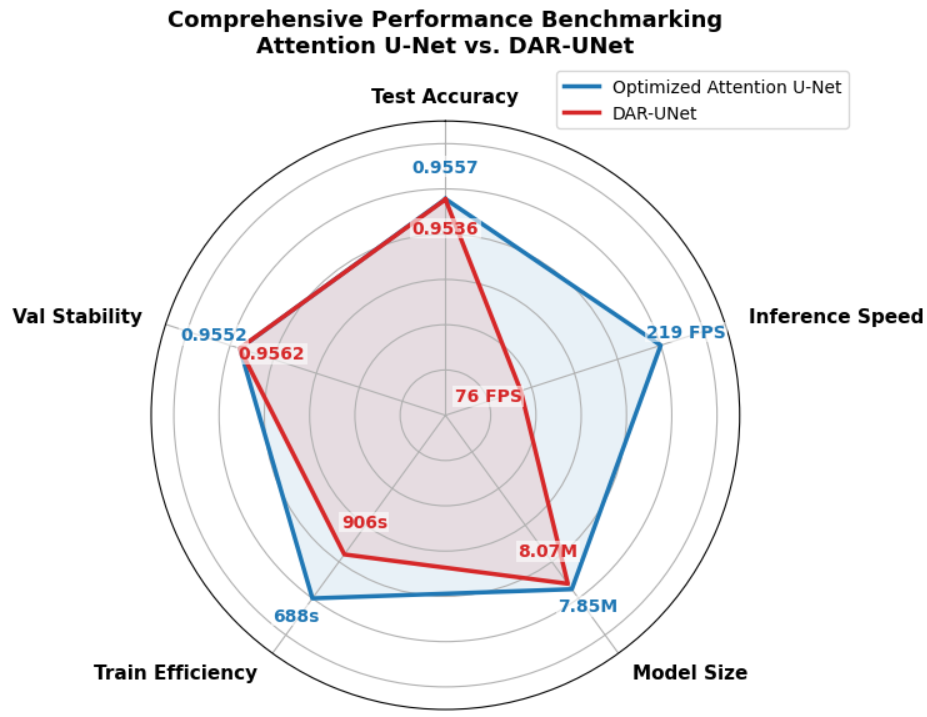 Comprehensive Performance Benchmarking
Attention U-Net vs. DAR-UNet
Optimized Attention U-Net
DAR-UNet
Test Accuracy
0.9557
0.9536
Val Stability
0.9552
0.9562
Inference Speed
219 FPS
76 FPS
906s
688s
8.07M
7.85M
Train Efficiency
Model Size